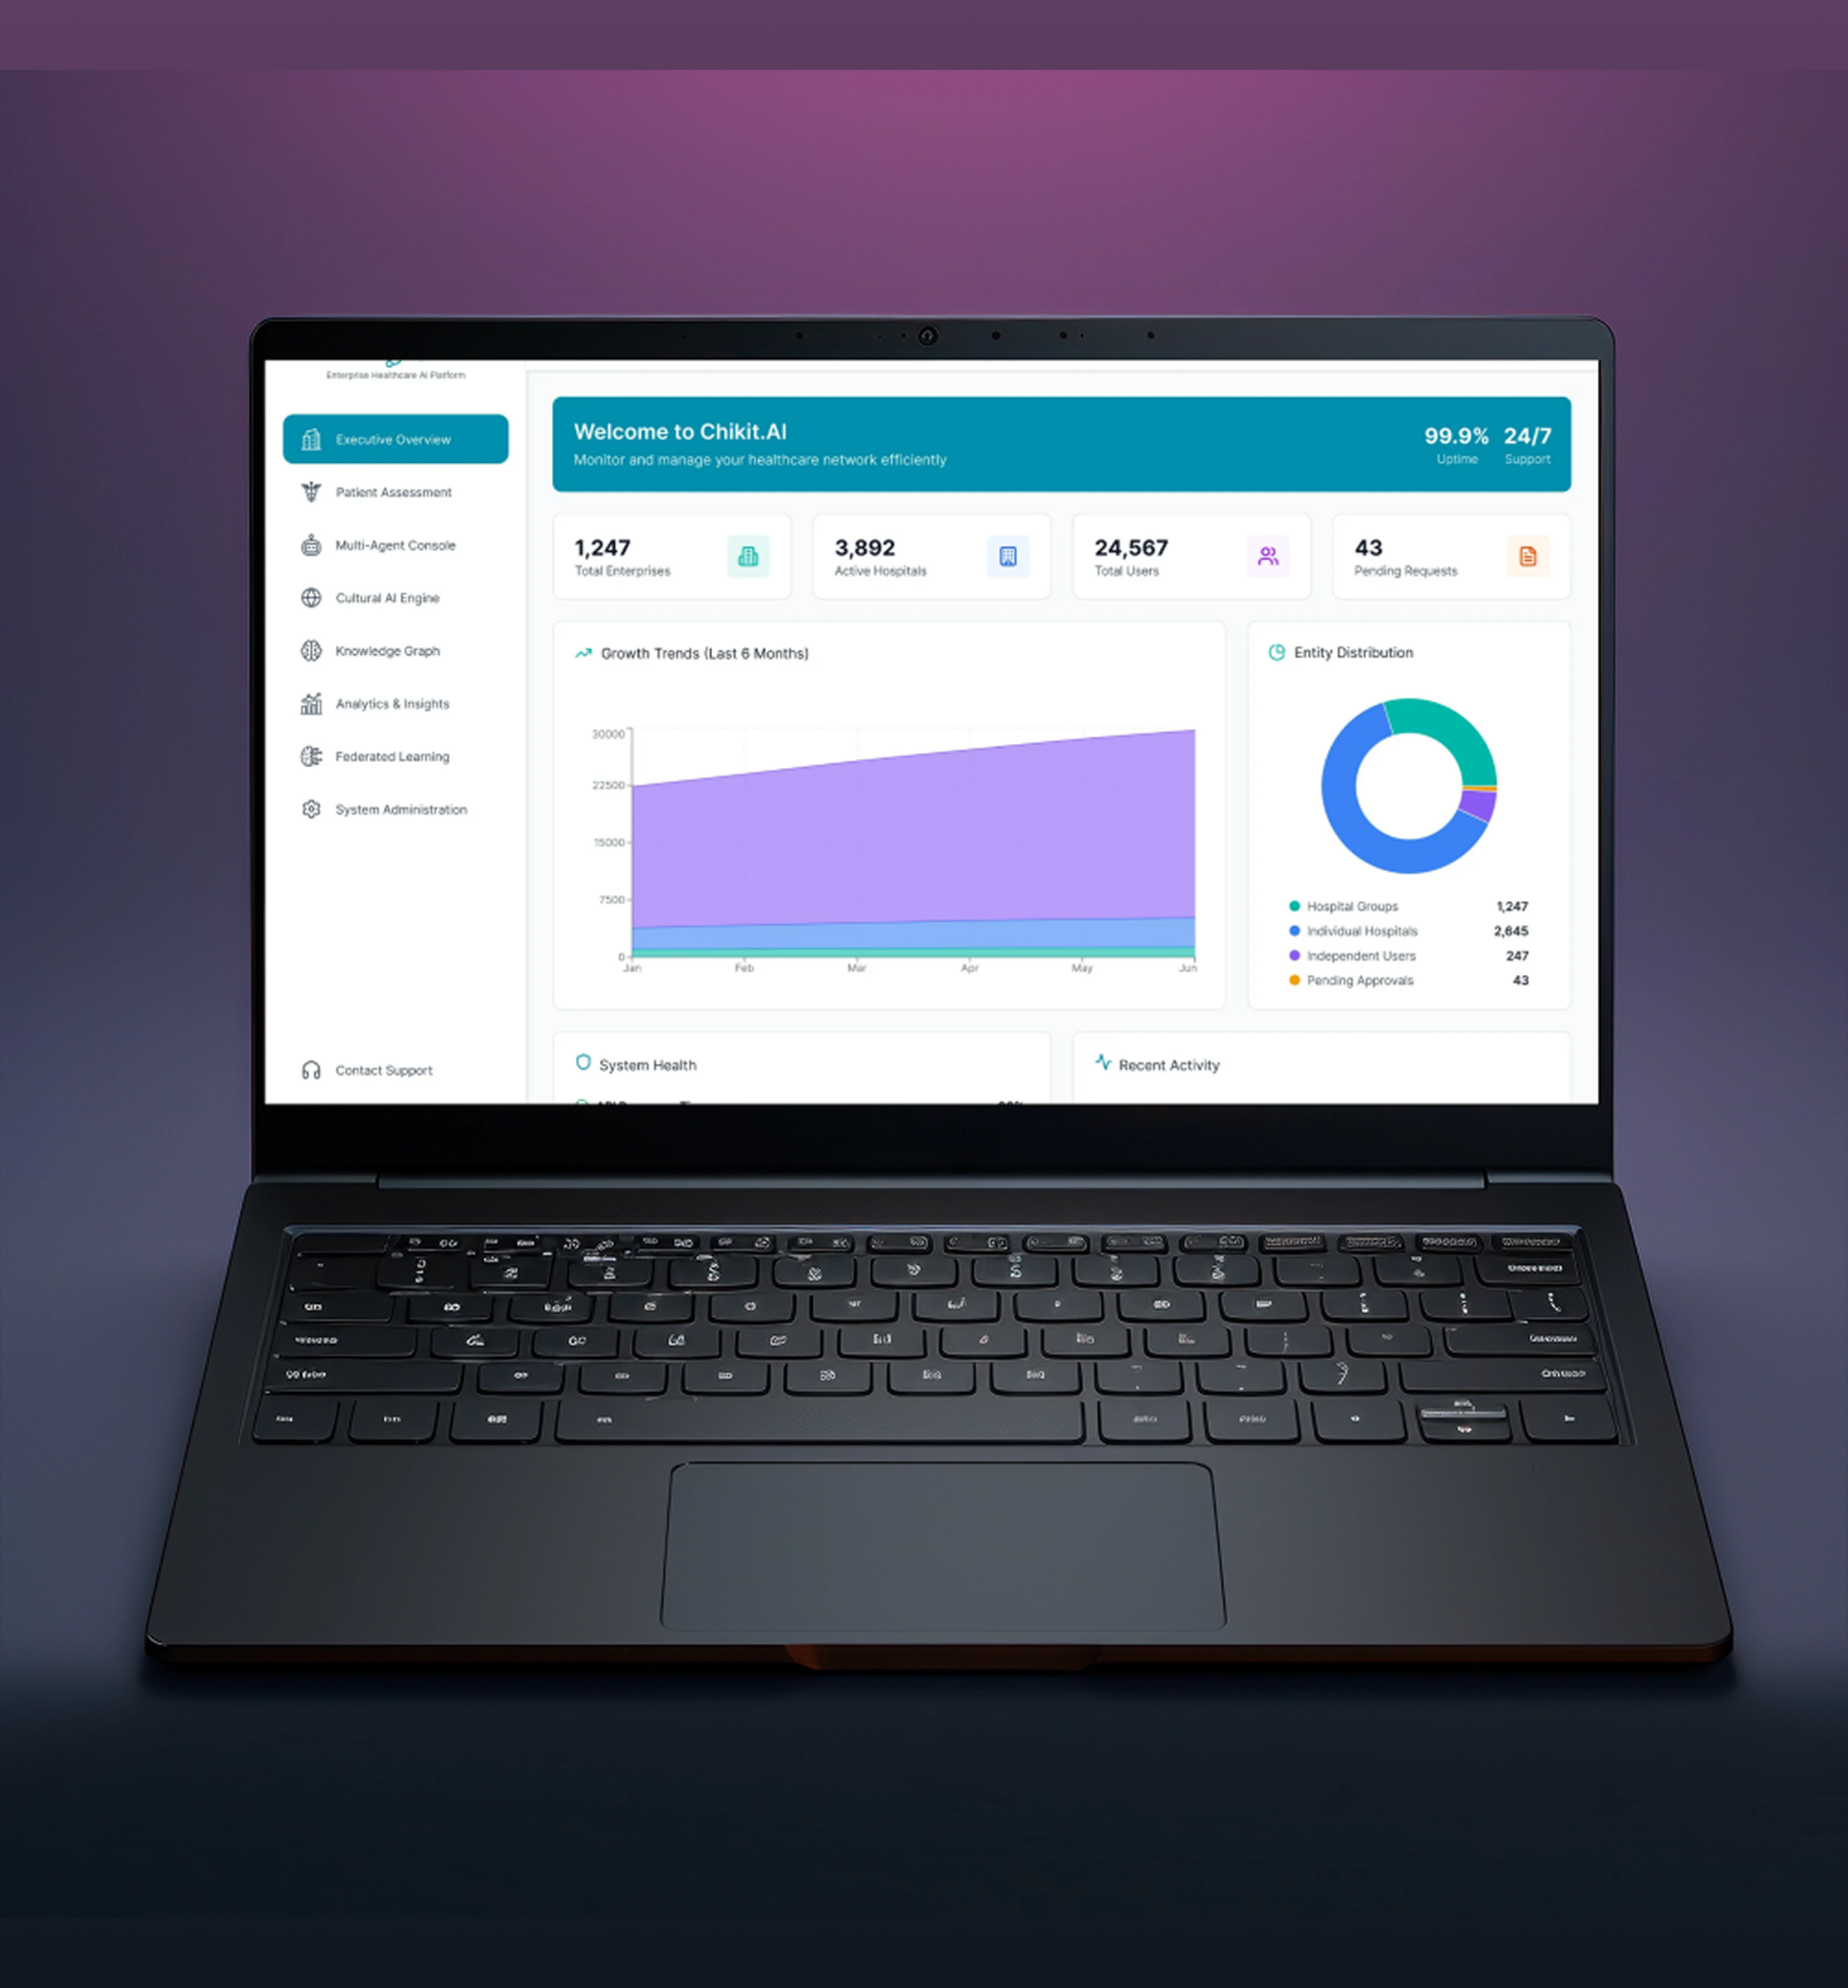 Enterprise Healthcare AI Platform
Executive Overview
Patient Assessment
Multi-Agent Console
Cultural AI Engine
Knowledge Graph
Analytics & Insights
Federated Learning
System Administration
Contact Support
Welcome to Chikit.AI
Monitor and manage your healthcare network efficiently
99.9% 24/7
Uptime Support
1,247
Total Enterprises
3,892
Active Hospitals
24,567
Total Users
43
Pending Requests
Growth Trends (Last 6 Months)
30000
22500
15000
7500
0
Jan Feb Mar Apr May Jun
Entity Distribution
Hospital Groups 1,247
Individual Hospitals 2,645
Independent Users 247
Pending Approvals 43
System Health
Recent Activity